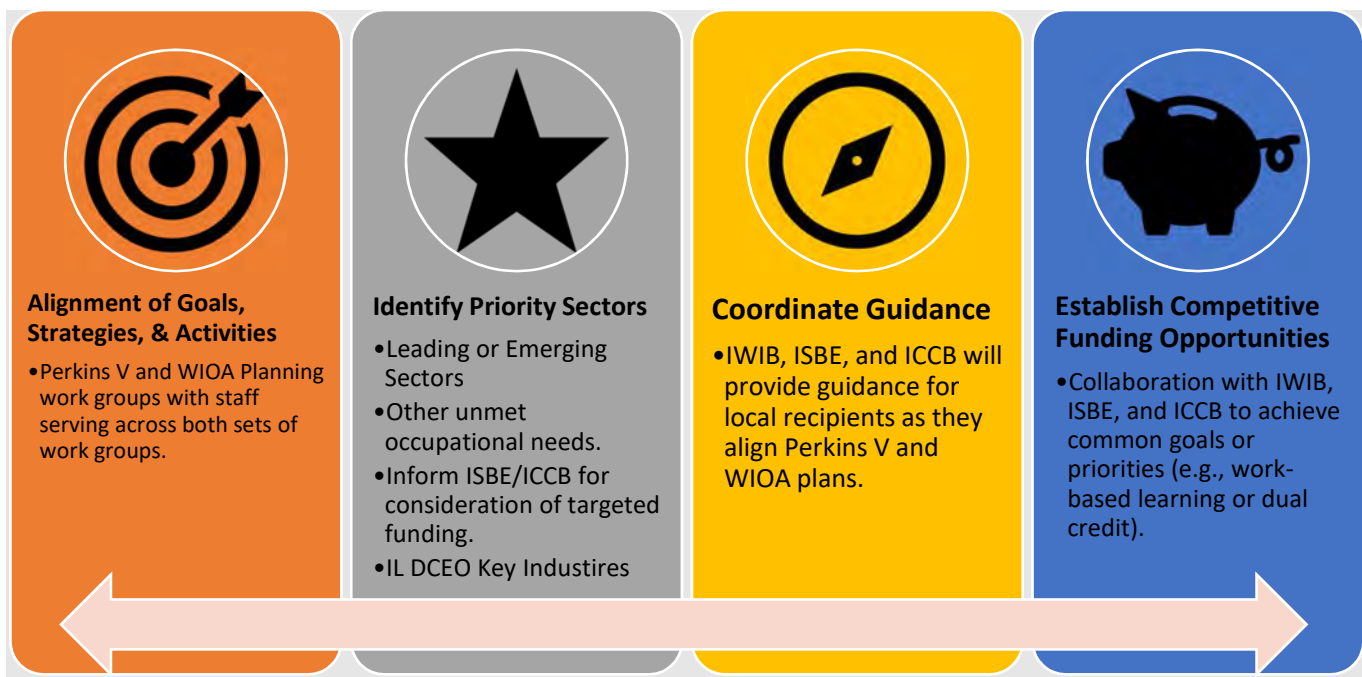 Alignment of Goals,
Strategies, & Activities
•Perkins V and WIOA Planning
work groups with staff
serving across both sets of
work groups.
Identify Priority Sectors
•Leading or Emerging
Sectors
•Other unmet
occupational needs.
•Inform ISBE/ICCB for
consideration of targeted
funding.
•IL DCEO Key Industires
Coordinate Guidance
•IWIB, ISBE, and ICCB will
provide guidance for
local recipients as they
align Perkins V and
WIOA plans.
Establish Competitive
Funding Opportunities
•Collaboration with IWIB,
ISBE, and ICCB to achieve
common goals or
priorities (e.g., work-
based learning or dual
credit).